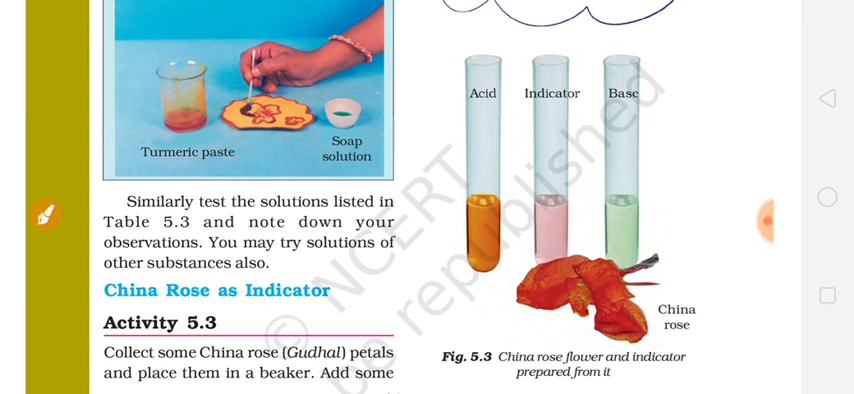 Turmeric paste
Soap
solution
Similarly test the solutions listed in
Table 5.3 and note down your
observations. You may try solutions of
other substances also.
China Rose as Indicator
Activity 5.3
Collect some China rose (Gudhal) petals
and place them in a beaker. Add some
Acid Indicator Base
China
rose
Fig. 5.3 China rose flower and indicator
prepared from it
© NCERT
be republished